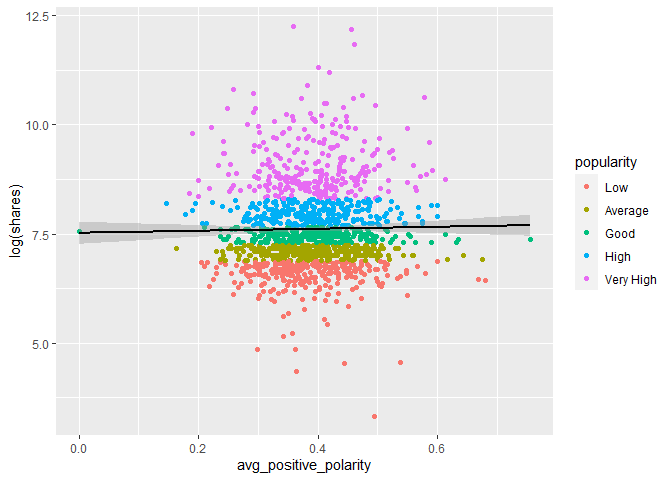 12.5
10.0
7.5
5.0
log(shares)
0.0 0.2 0.4 0.6
avg_positive_polarity
popularity
Low
Average
Good
High
Very High